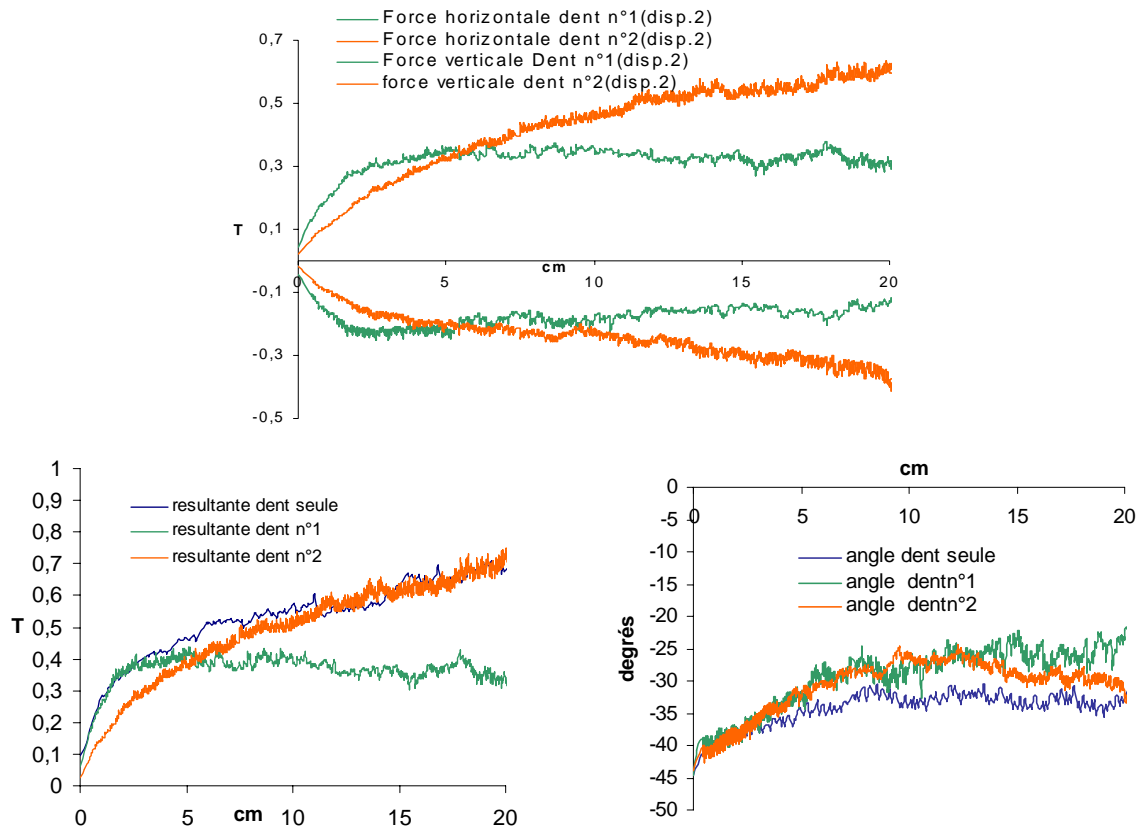 Force horizontale dent n°1(disp.2)
Force horizontale dent n°2(disp.2)
Force verticale Dent n°1(disp.2)
force verticale Dent n°2(disp.2)
0,7
0,5
0,3
0,1
-0,1
-0,3
-0,5
T
0
5
10
15
20
cm
1
0,9
0,8
0,7
0,6
0,5
0,4
0,3
0,2
0,1
0
T
resultante dent seule
resultante dent n°1
resultante dent n°2
0
5
10
15
20
cm
cm
0
-5
-10
-15
-20
-25
-30
-35
-40
-45
-50
degrés
0
5
10
15
20
angle dent seule
angle dentn°1
angle dentn°2